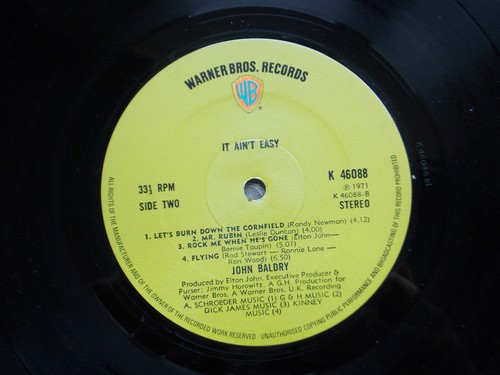 WARNER BROS. RECORDS
WB
®
IT AIN'T EASY
33⅓ RPM
SIDE TWO
K 46088
℗ 1971
K 46088-B
STEREO
1. LET'S BURN DOWN THE CORNFIELD (Randy Newman) (4.12)
2. MR. RUBIN (Leslie Duncan) (4.00)
3. ROCK ME WHEN HE'S GONE (Elton John—
Bernie Taupin) (5.01)
4. FLYING (Rod Stewart — Ronnie Lane —
Ron Wood) (6.50)
JOHN BALDRY
Produced by Elton John. Executive Producer &
Purser: Jimmy Horowitz. A G.H. Production for
Warner Bros. A Warner Bros. U.K. Recording
A. SCHROEDER MUSIC (1) G & H MUSIC (2)
DICK JAMES MUSIC (3) KINNEY
MUSIC (4)
ALL RIGHTS OF THE MANUFACTURER AND OF THE OWNER OF THE RECORDED WORK RESERVED · UNAUTHORISED COPYING PUBLIC PERFORMANCE AND BROADCASTING OF THIS RECORD PROHIBITED